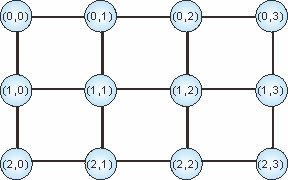 (0,0) (0,1) (0,2) (0,3)
(1,0) (1,1) (1,2) (1,3)
(2,0) (2,1) (2,2) (2,3)